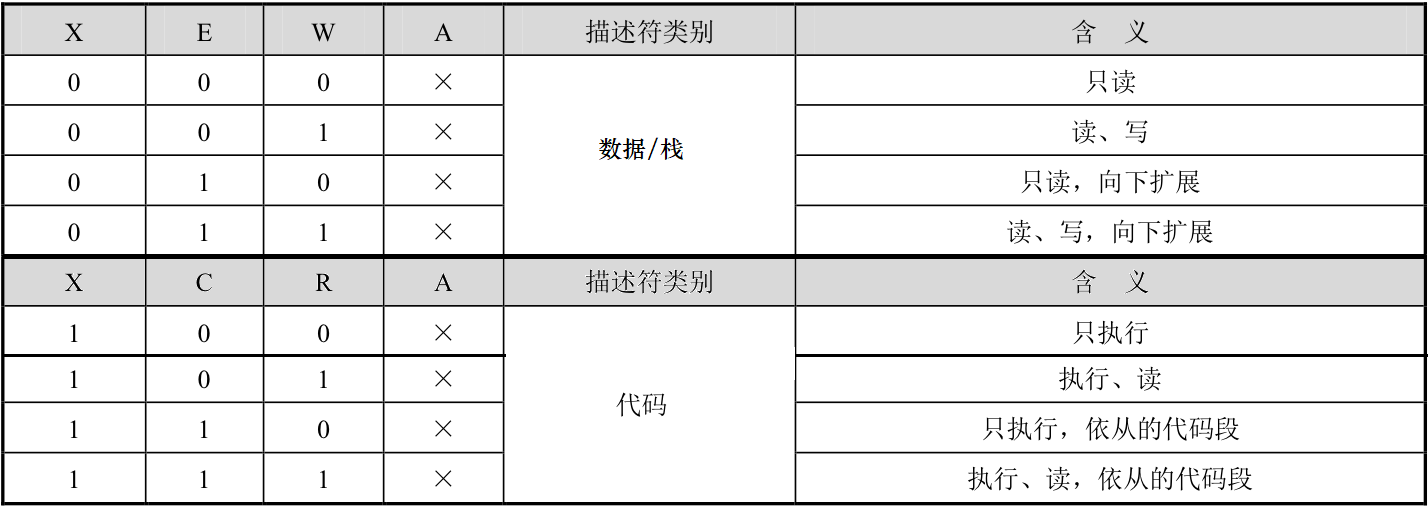 X E W A 描述符类别 含 义
0 0 0 × 只读
0 0 1 × 读、写
数据/栈
0 1 0 × 只读，向下扩展
0 1 1 × 读、写，向下扩展
X C R A 描述符类别 含 义
1 0 0 × 只执行
1 0 1 × 执行、读
代码
1 1 0 × 只执行，依从的代码段
1 1 1 × 执行、读，依从的代码段